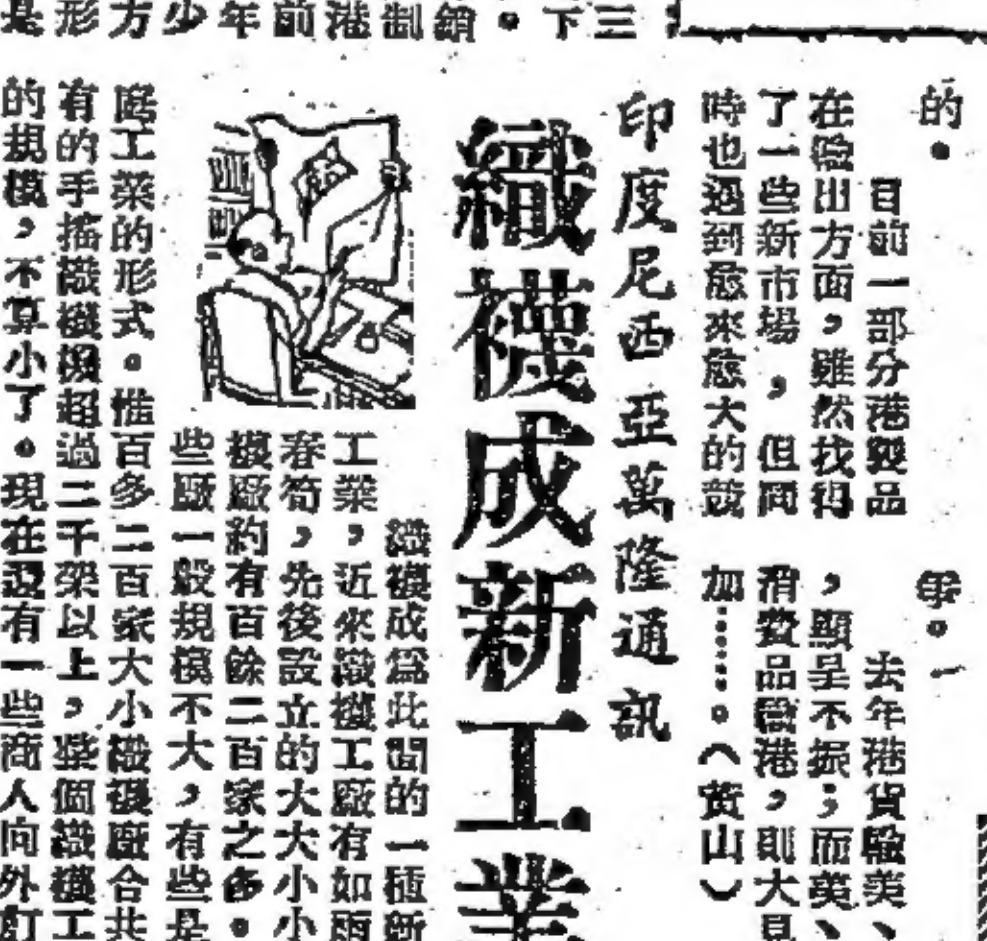 三
下
。
銷
制
港
前
年
少
方
形
是
的。
目前一部分港製品
在輸出方面，雖然找得
了一些新市場，但同
時也遇到愈來愈大的競
爭。
去年港貨輸美、
，顯呈不振；而英、
消費品輸港，則大見
加……。（黃山）
印度尼西亞萬隆通訊
織襪成新工業
織襪成爲此間的一種新
工業，近來織襪工廠有如雨
春筍，先後設立的大大小小
襪廠約有百餘二百家之多。
些廠一般規模不大，有些是
庭工業的形式。惟百多二百家大小織襪廠合共
有的手搖織襪機超過二千架以上，整個織襪工
的規模，不算小了。現在還有一些商人向外訂